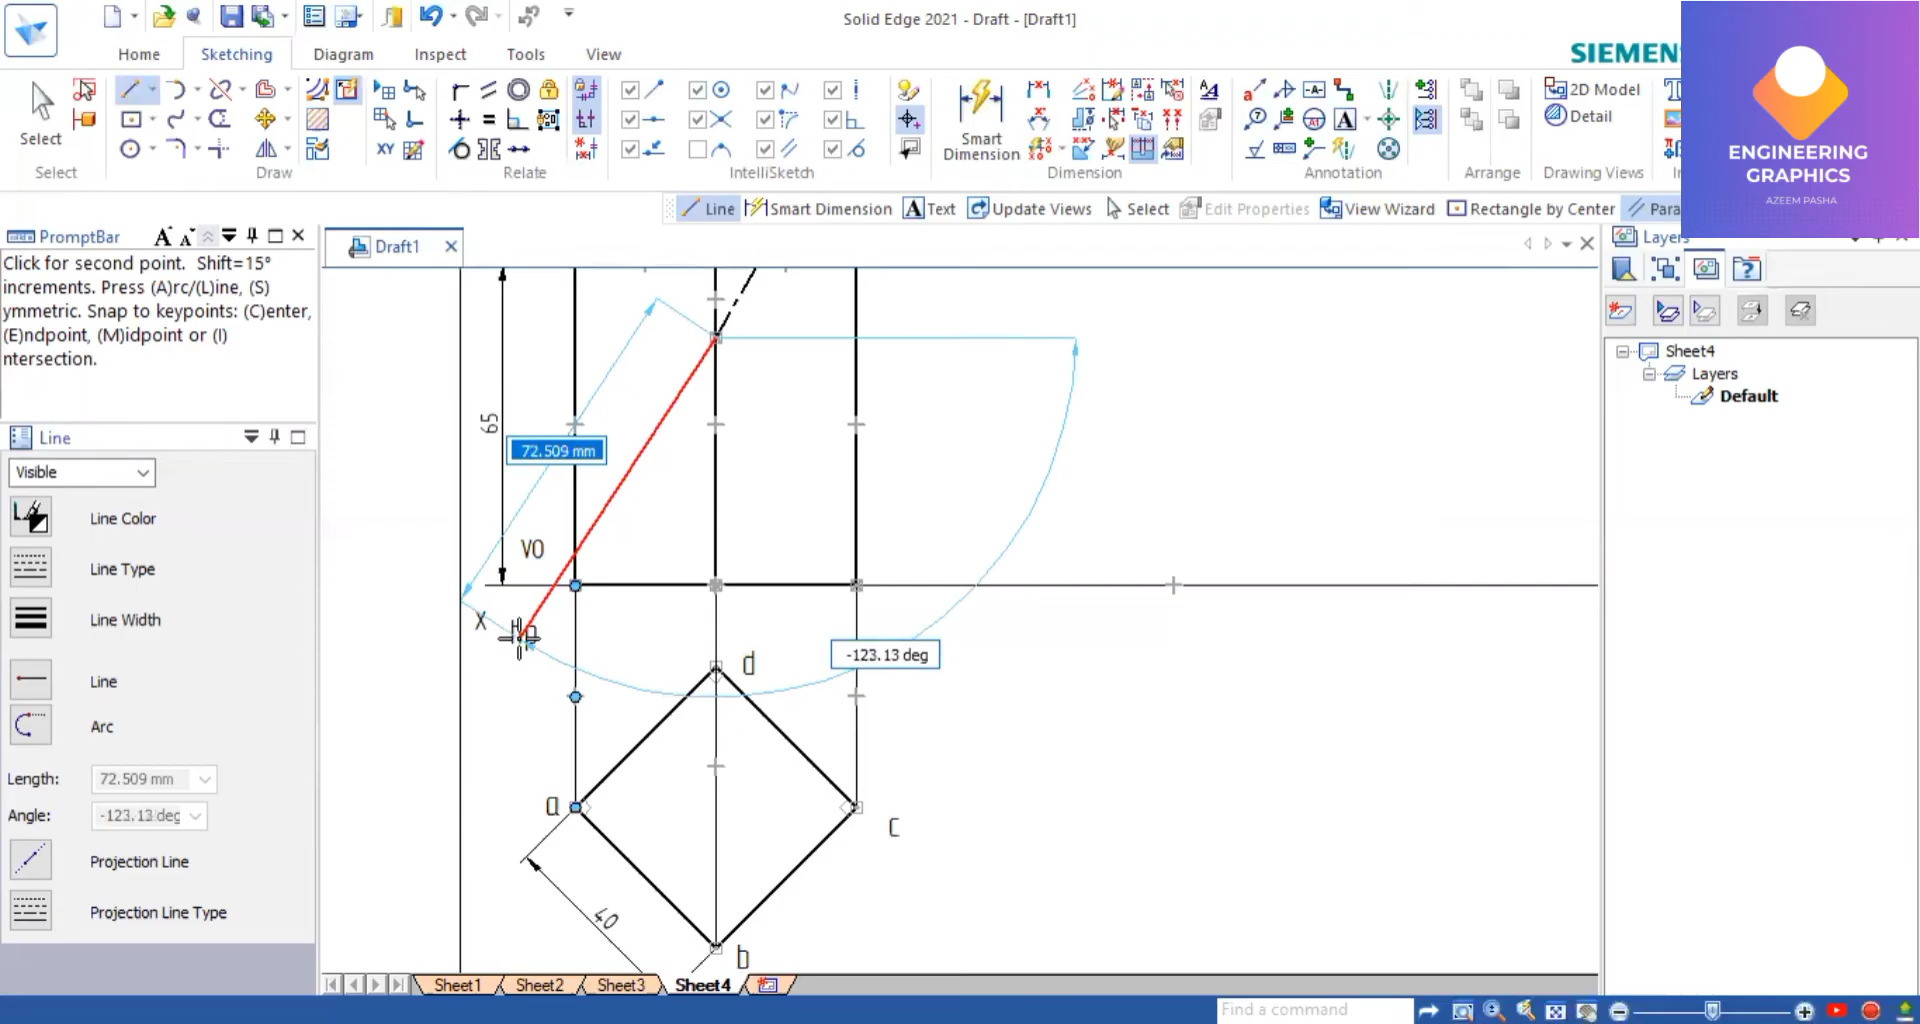 Solid Edge 2021 - Draft - [Draft1]
SIEMENS
Home
Sketching
Diagram
Inspect
Tools
View
Select
XY
Smart
Dimension
2D Model
Detail
Select
Draw
Relate
IntelliSketch
Dimension
Annotation
Arrange
Drawing Views
ENGINEERING
GRAPHICS
AZEEM PASHA
Line
Smart Dimension
A Text
Update Views
Select
Edit Properties
View Wizard
Rectangle by Center
Para
PromptBar
Click for second point. Shift=15°
increments. Press (A)rc/(L)ine, (S)
ymmetric. Snap to keypoints: (C)enter,
(E)ndpoint, (M)idpoint or (I)
ntersection.
Draft1
Layers
Sheet4
Layers
Default
Line
Visible
Line Color
Line Type
Line Width
Line
Arc
Length:
72.509 mm
Angle:
-123.13 deg
Projection Line
Projection Line Type
65
72.509 mm
VO
X
-123.13 deg
d
a
c
40
b
Sheet1
Sheet2
Sheet3
Sheet4
Find a command